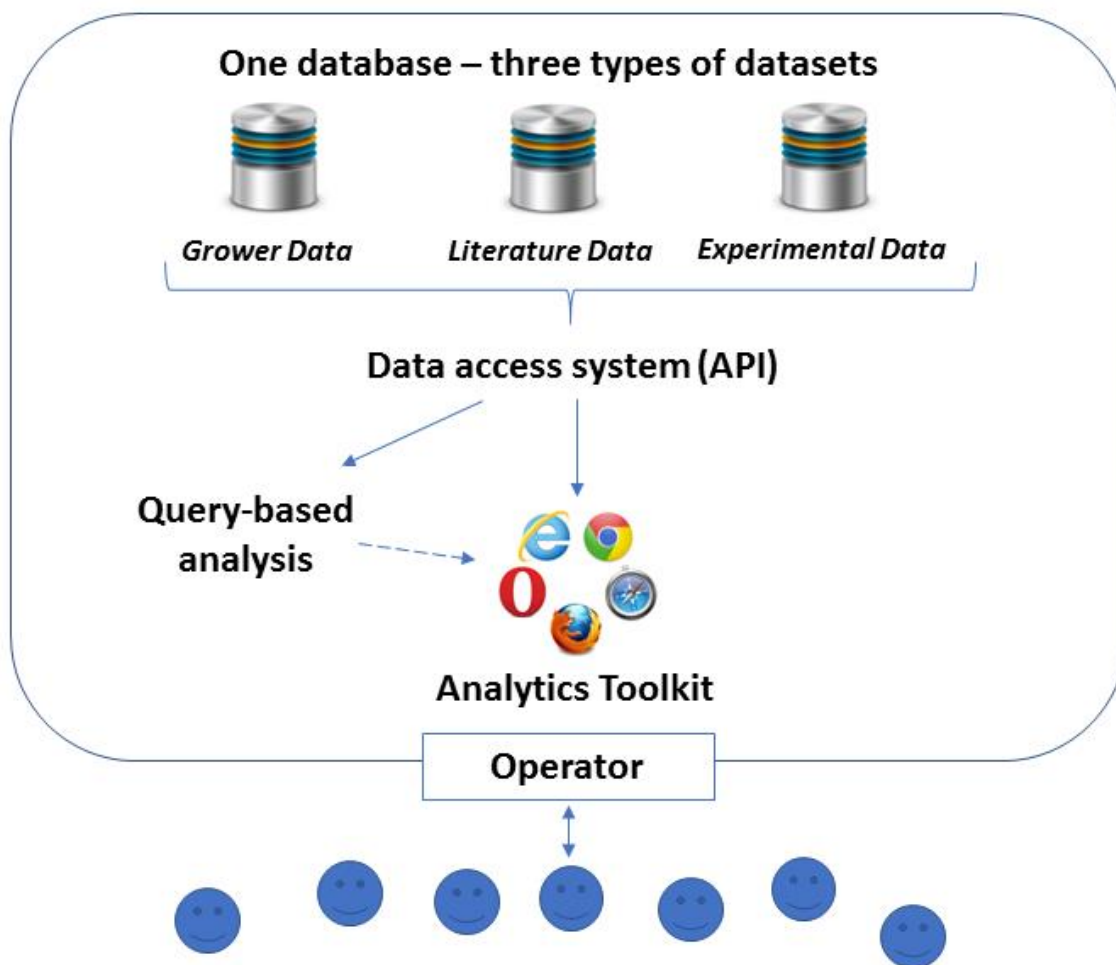 One database – three types of datasets
Grower Data
Literature Data
Experimental Data
Data access system (API)
Query-based
analysis
Analytics Toolkit
Operator